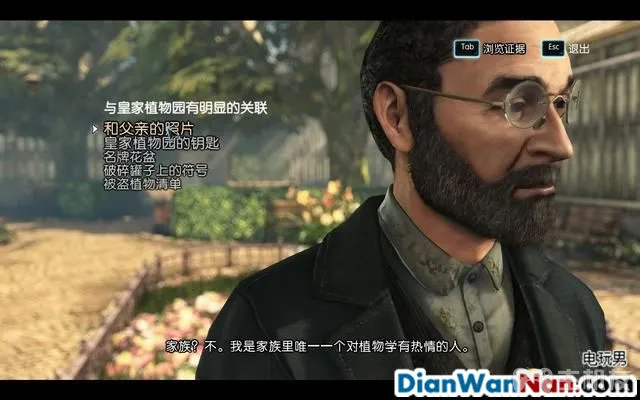 Tab 浏览证据 Esc 退出
与皇家植物园有明显的关联
和父亲的照片
皇家植物园的钥匙
名牌花盆
破碎罐子上的符号
被盗植物清单
家族？不。我是家族里唯一一个对植物学有热情的人。
电玩男
DianWanNan.com